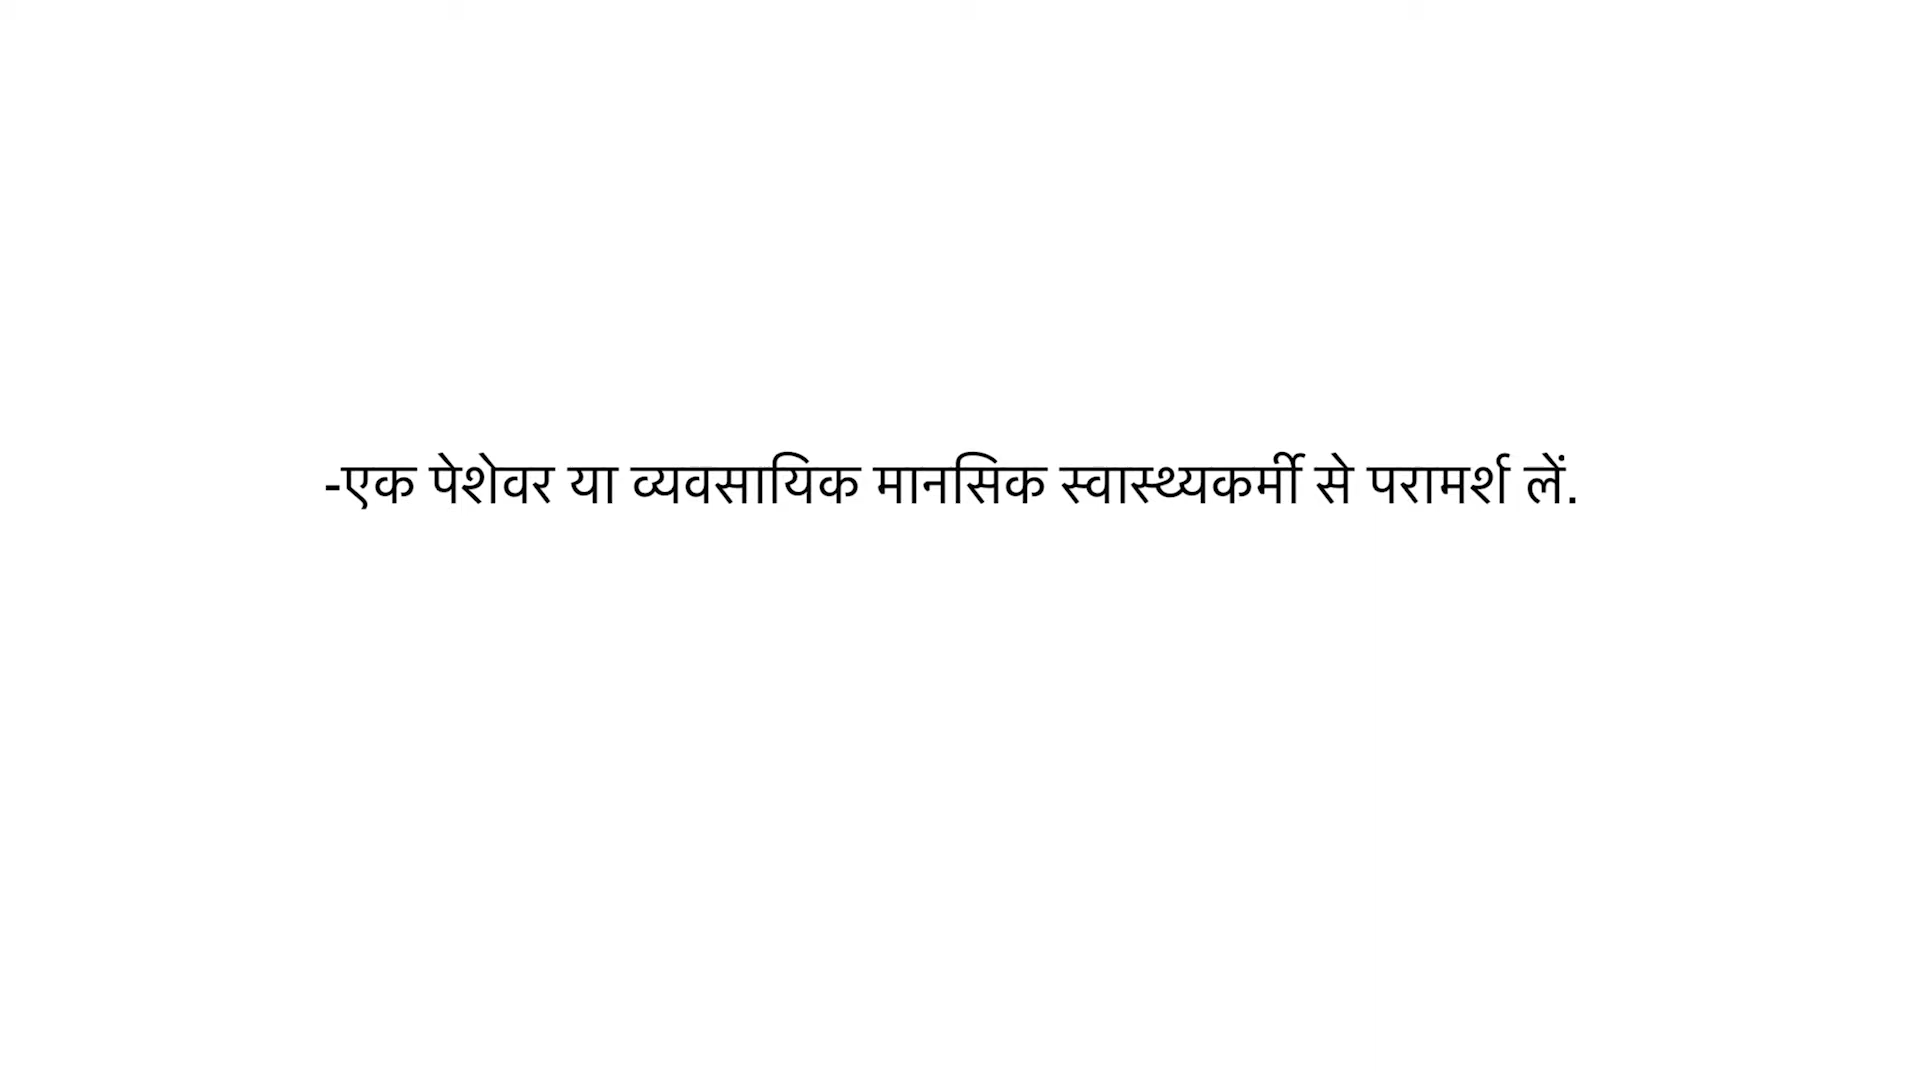 -एक पेशेवर या व्यवसायिक मानसिक स्वास्थ्यकर्मी से परामर्श लें.